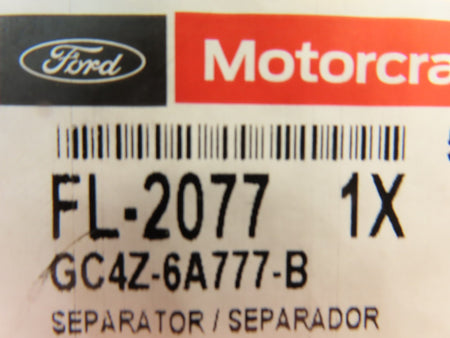 Ford Motorcra
FL-2077 1X
GC4Z-6A777-B
SEPARATOR / SEPARADOR